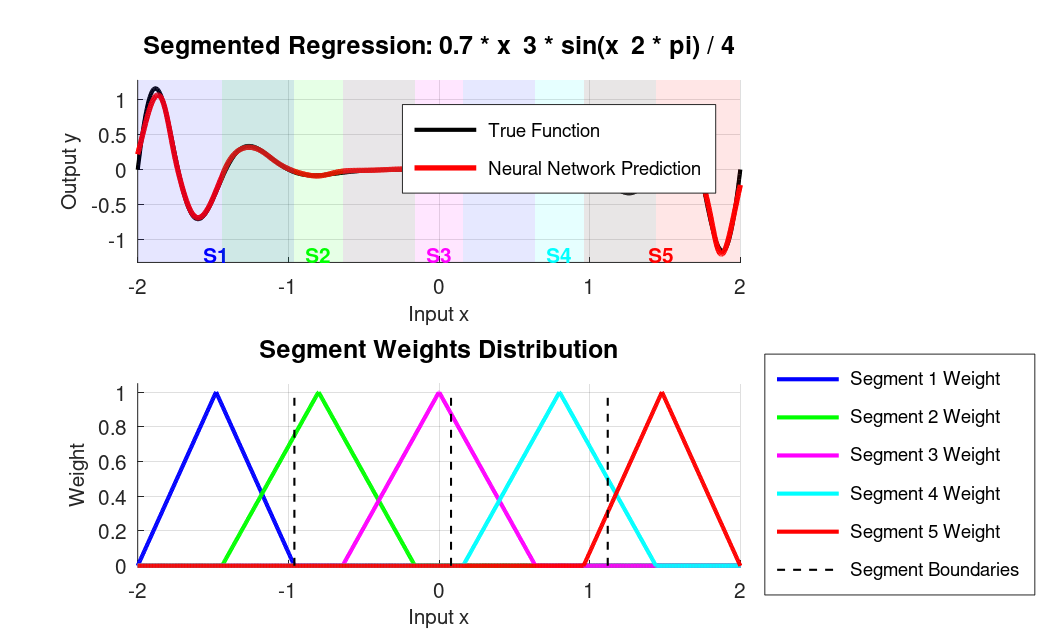 Segmented Regression: 0.7 * x 3 * sin(x 2 * pi) / 4
Output y
1
0.5
0
-0.5
-1
True Function
Neural Network Prediction
S1 S2 S3 S4 S5
-2 -1 0 1 2
Input x
Segment Weights Distribution
Weight
1
0.8
0.6
0.4
0.2
0
-2 -1 0 1 2
Input x
Segment 1 Weight
Segment 2 Weight
Segment 3 Weight
Segment 4 Weight
Segment 5 Weight
Segment Boundaries